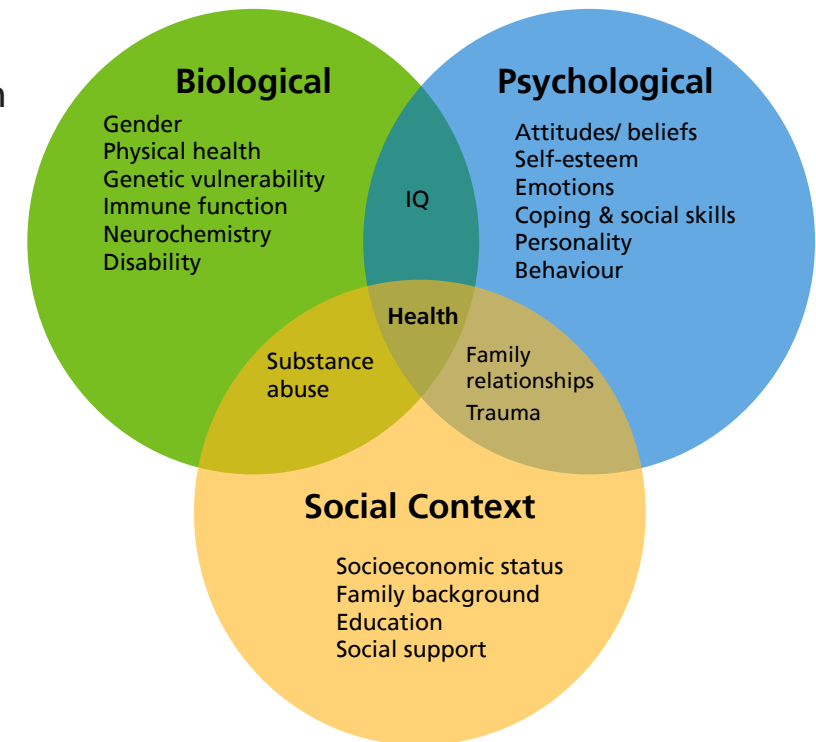 n
Biological
Gender
Physical health
Genetic vulnerability
Immune function
Neurochemistry
Disability
IQ
Psychological
Attitudes/ beliefs
Self-esteem
Emotions
Coping & social skills
Personality
Behaviour
Health
Substance
abuse
Family
relationships
Trauma
Social Context
Socioeconomic status
Family background
Education
Social support